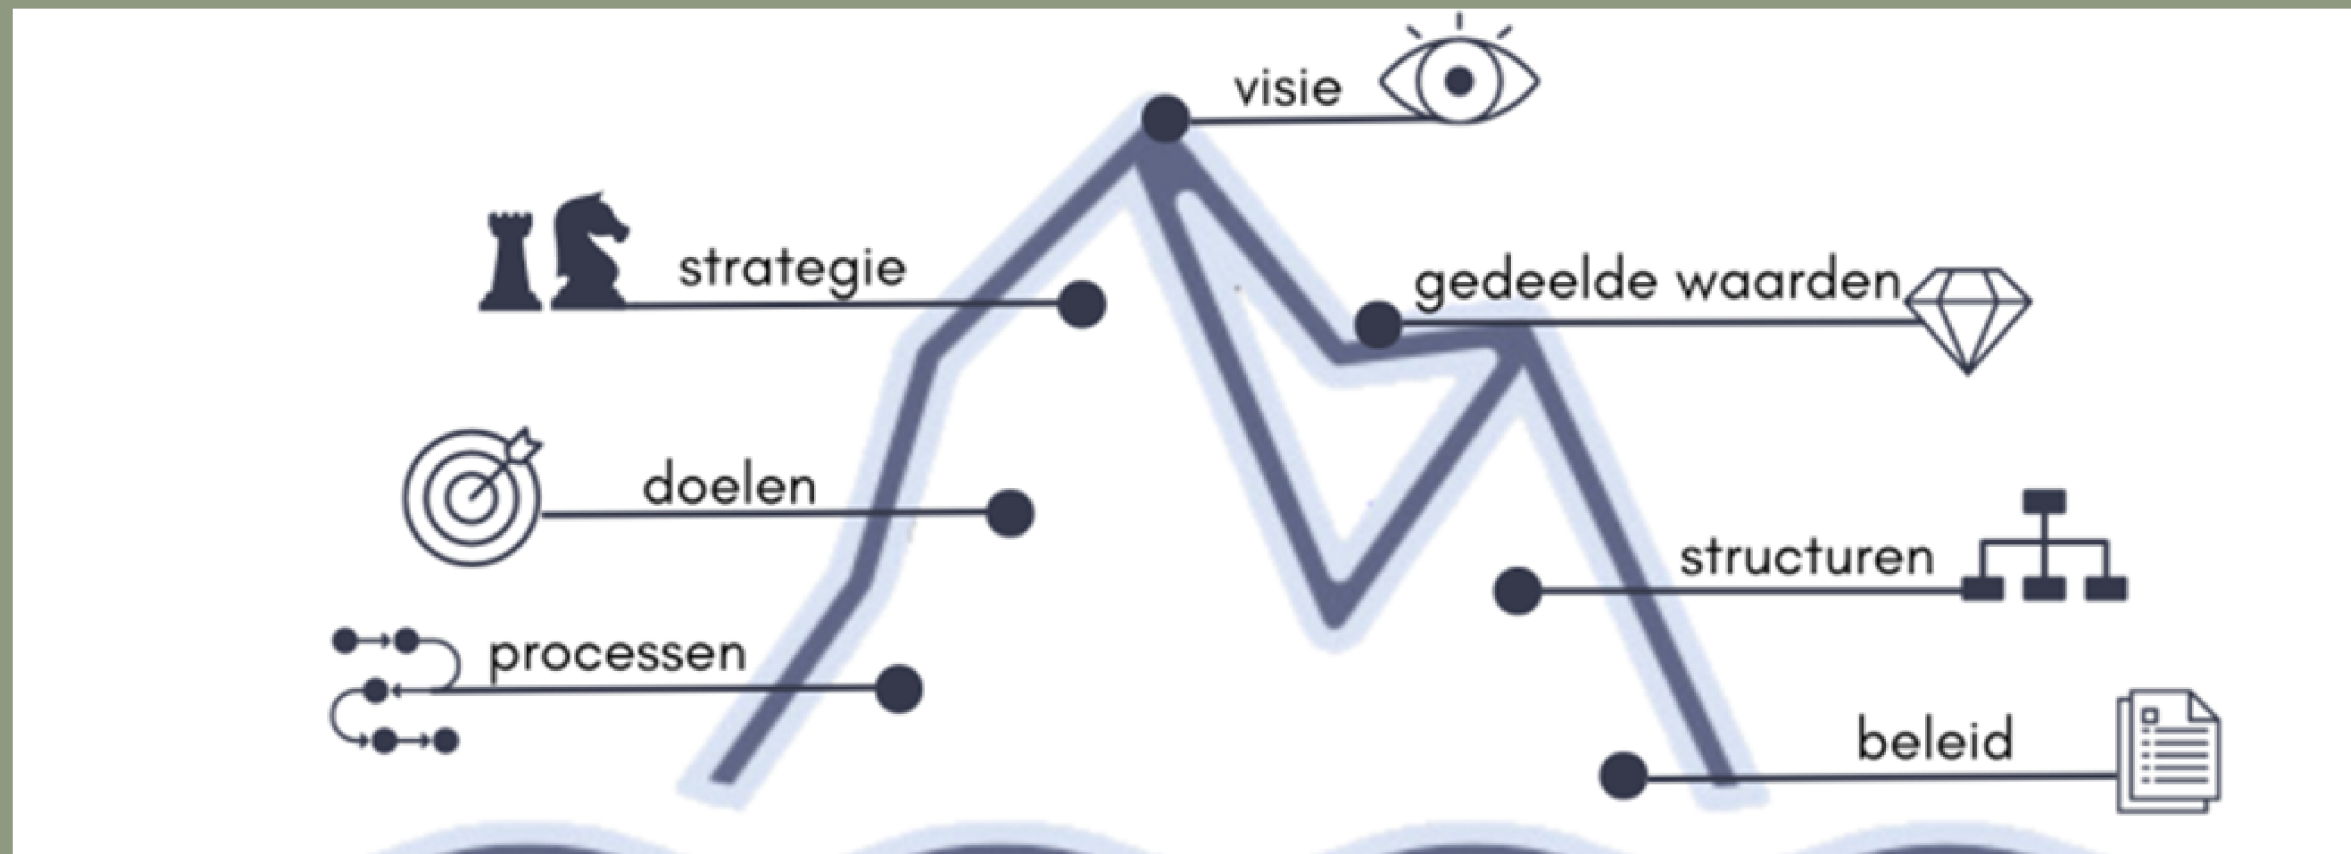 visie
strategie
gedeelde waarden
doelen
structuren
processen
beleid